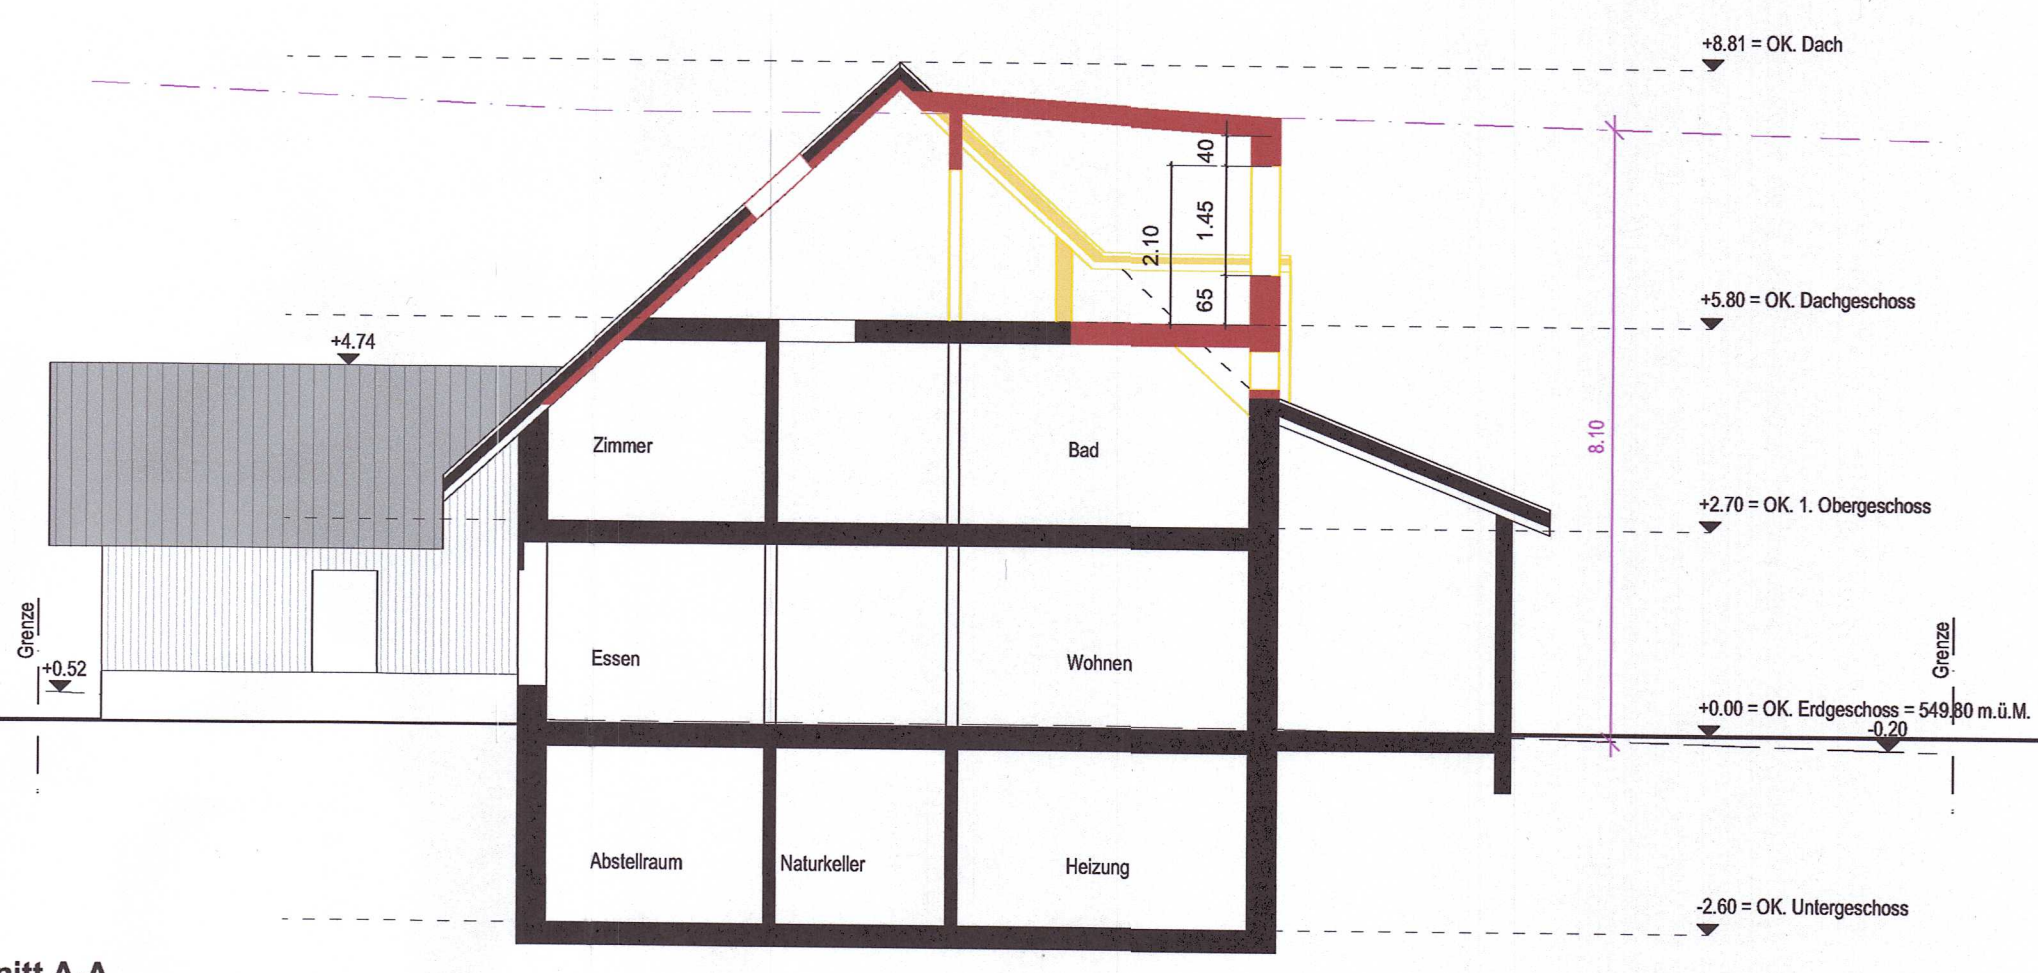 +8.81 = OK. Dach
40
1.45
2.10
65
+5.80 = OK. Dachgeschoss
+4.74
8.10
Zimmer
Bad
+2.70 = OK. 1. Obergeschoss
Grenze
+0.52
Essen
Wohnen
Grenze
+0.00 = OK. Erdgeschoss = 549.80 m.ü.M.
-0.20
Abstellraum
Naturkeller
Heizung
-2.60 = OK. Untergeschoss